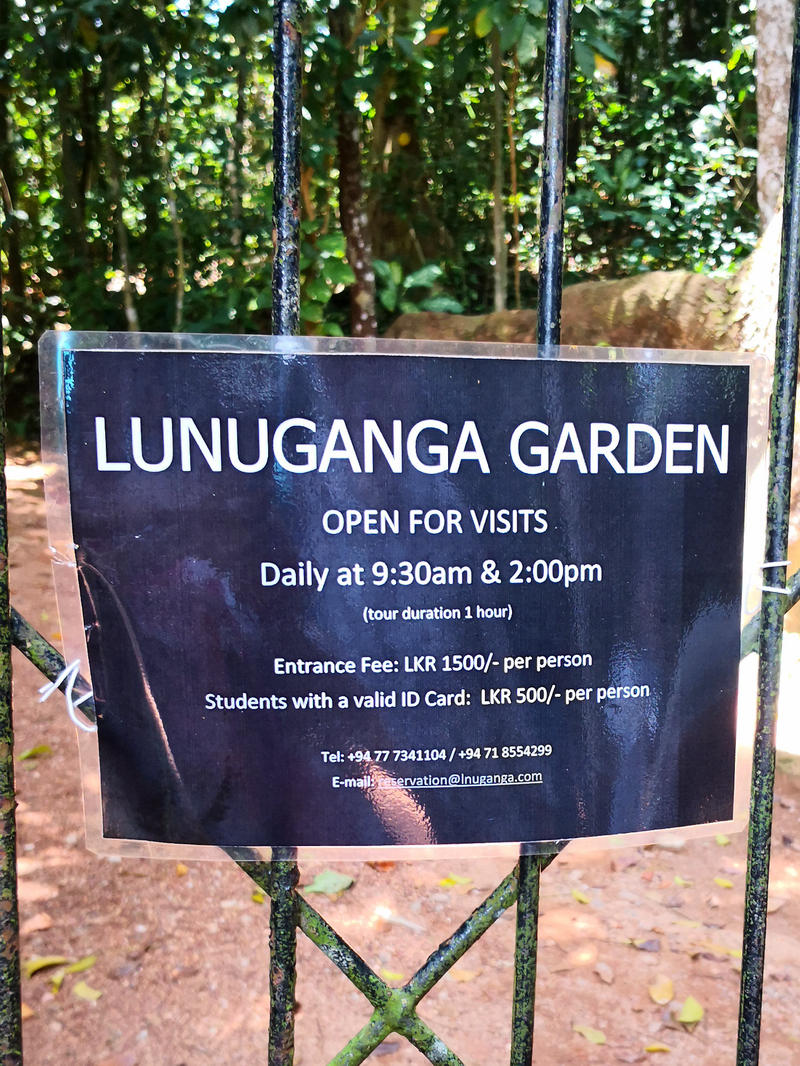 LUNUGANGA GARDEN
OPEN FOR VISITS
Daily at 9:30am & 2:00pm
(tour duration 1 hour)
Entrance Fee: LKR 1500/- per person
Students with a valid ID Card: LKR 500/- per person
Tel: +94 77 7341104 / +94 71 8554299
E-mail: reservation@lnuganga.com